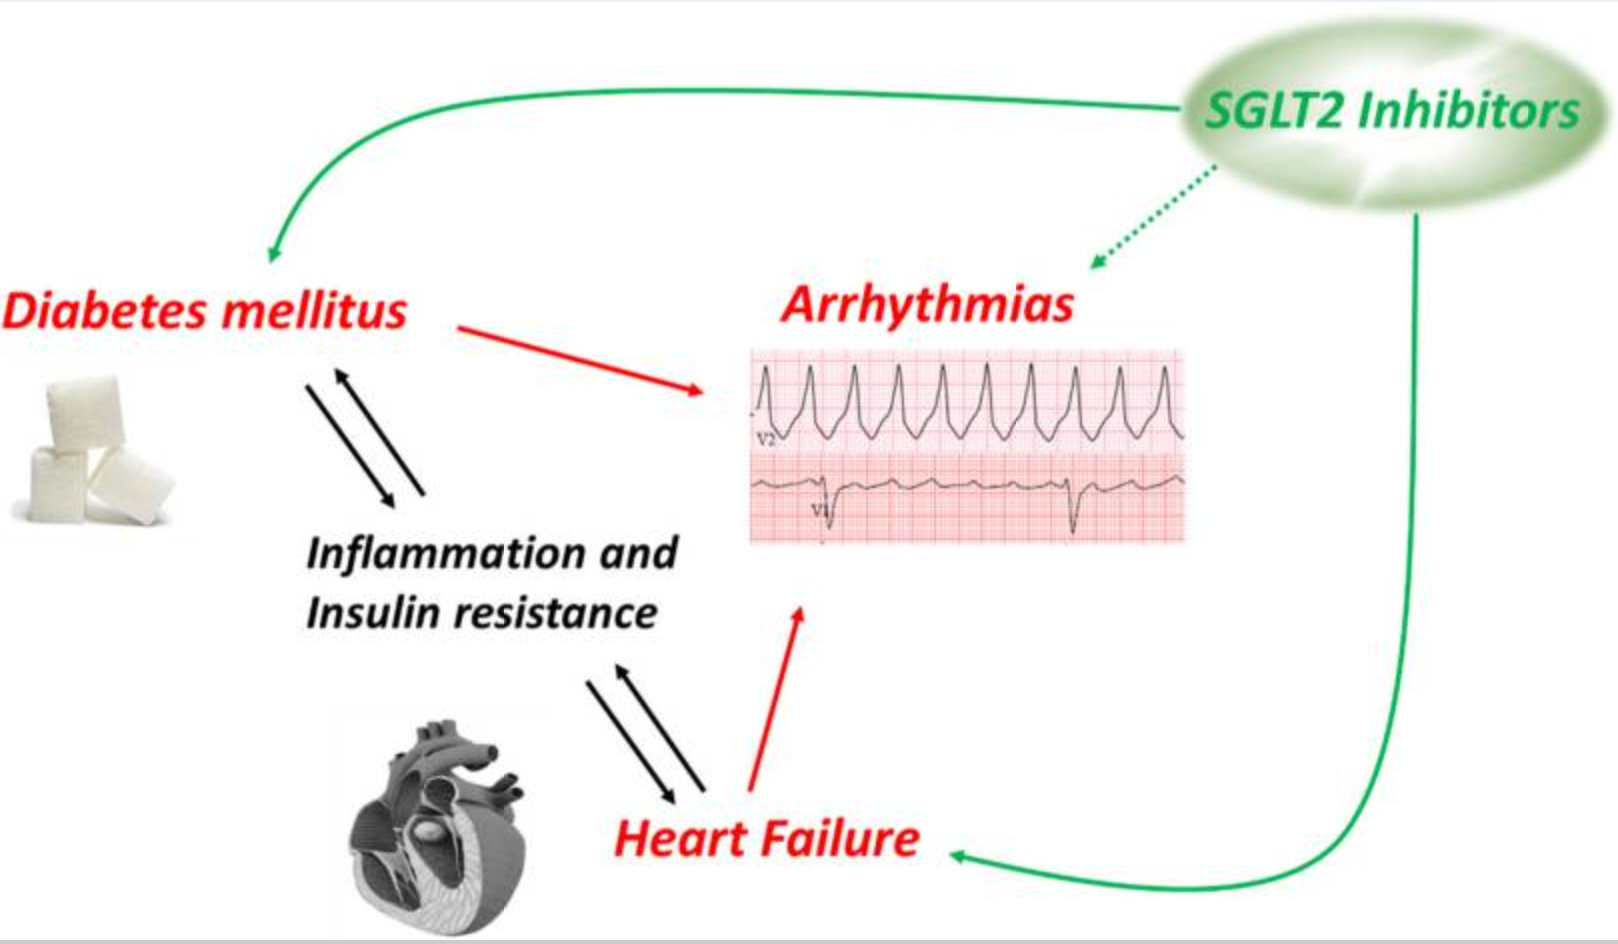 SGLT2 Inhibitors
Diabetes mellitus
Arrhythmias
V2
V1
Inflammation and
Insulin resistance
Heart Failure